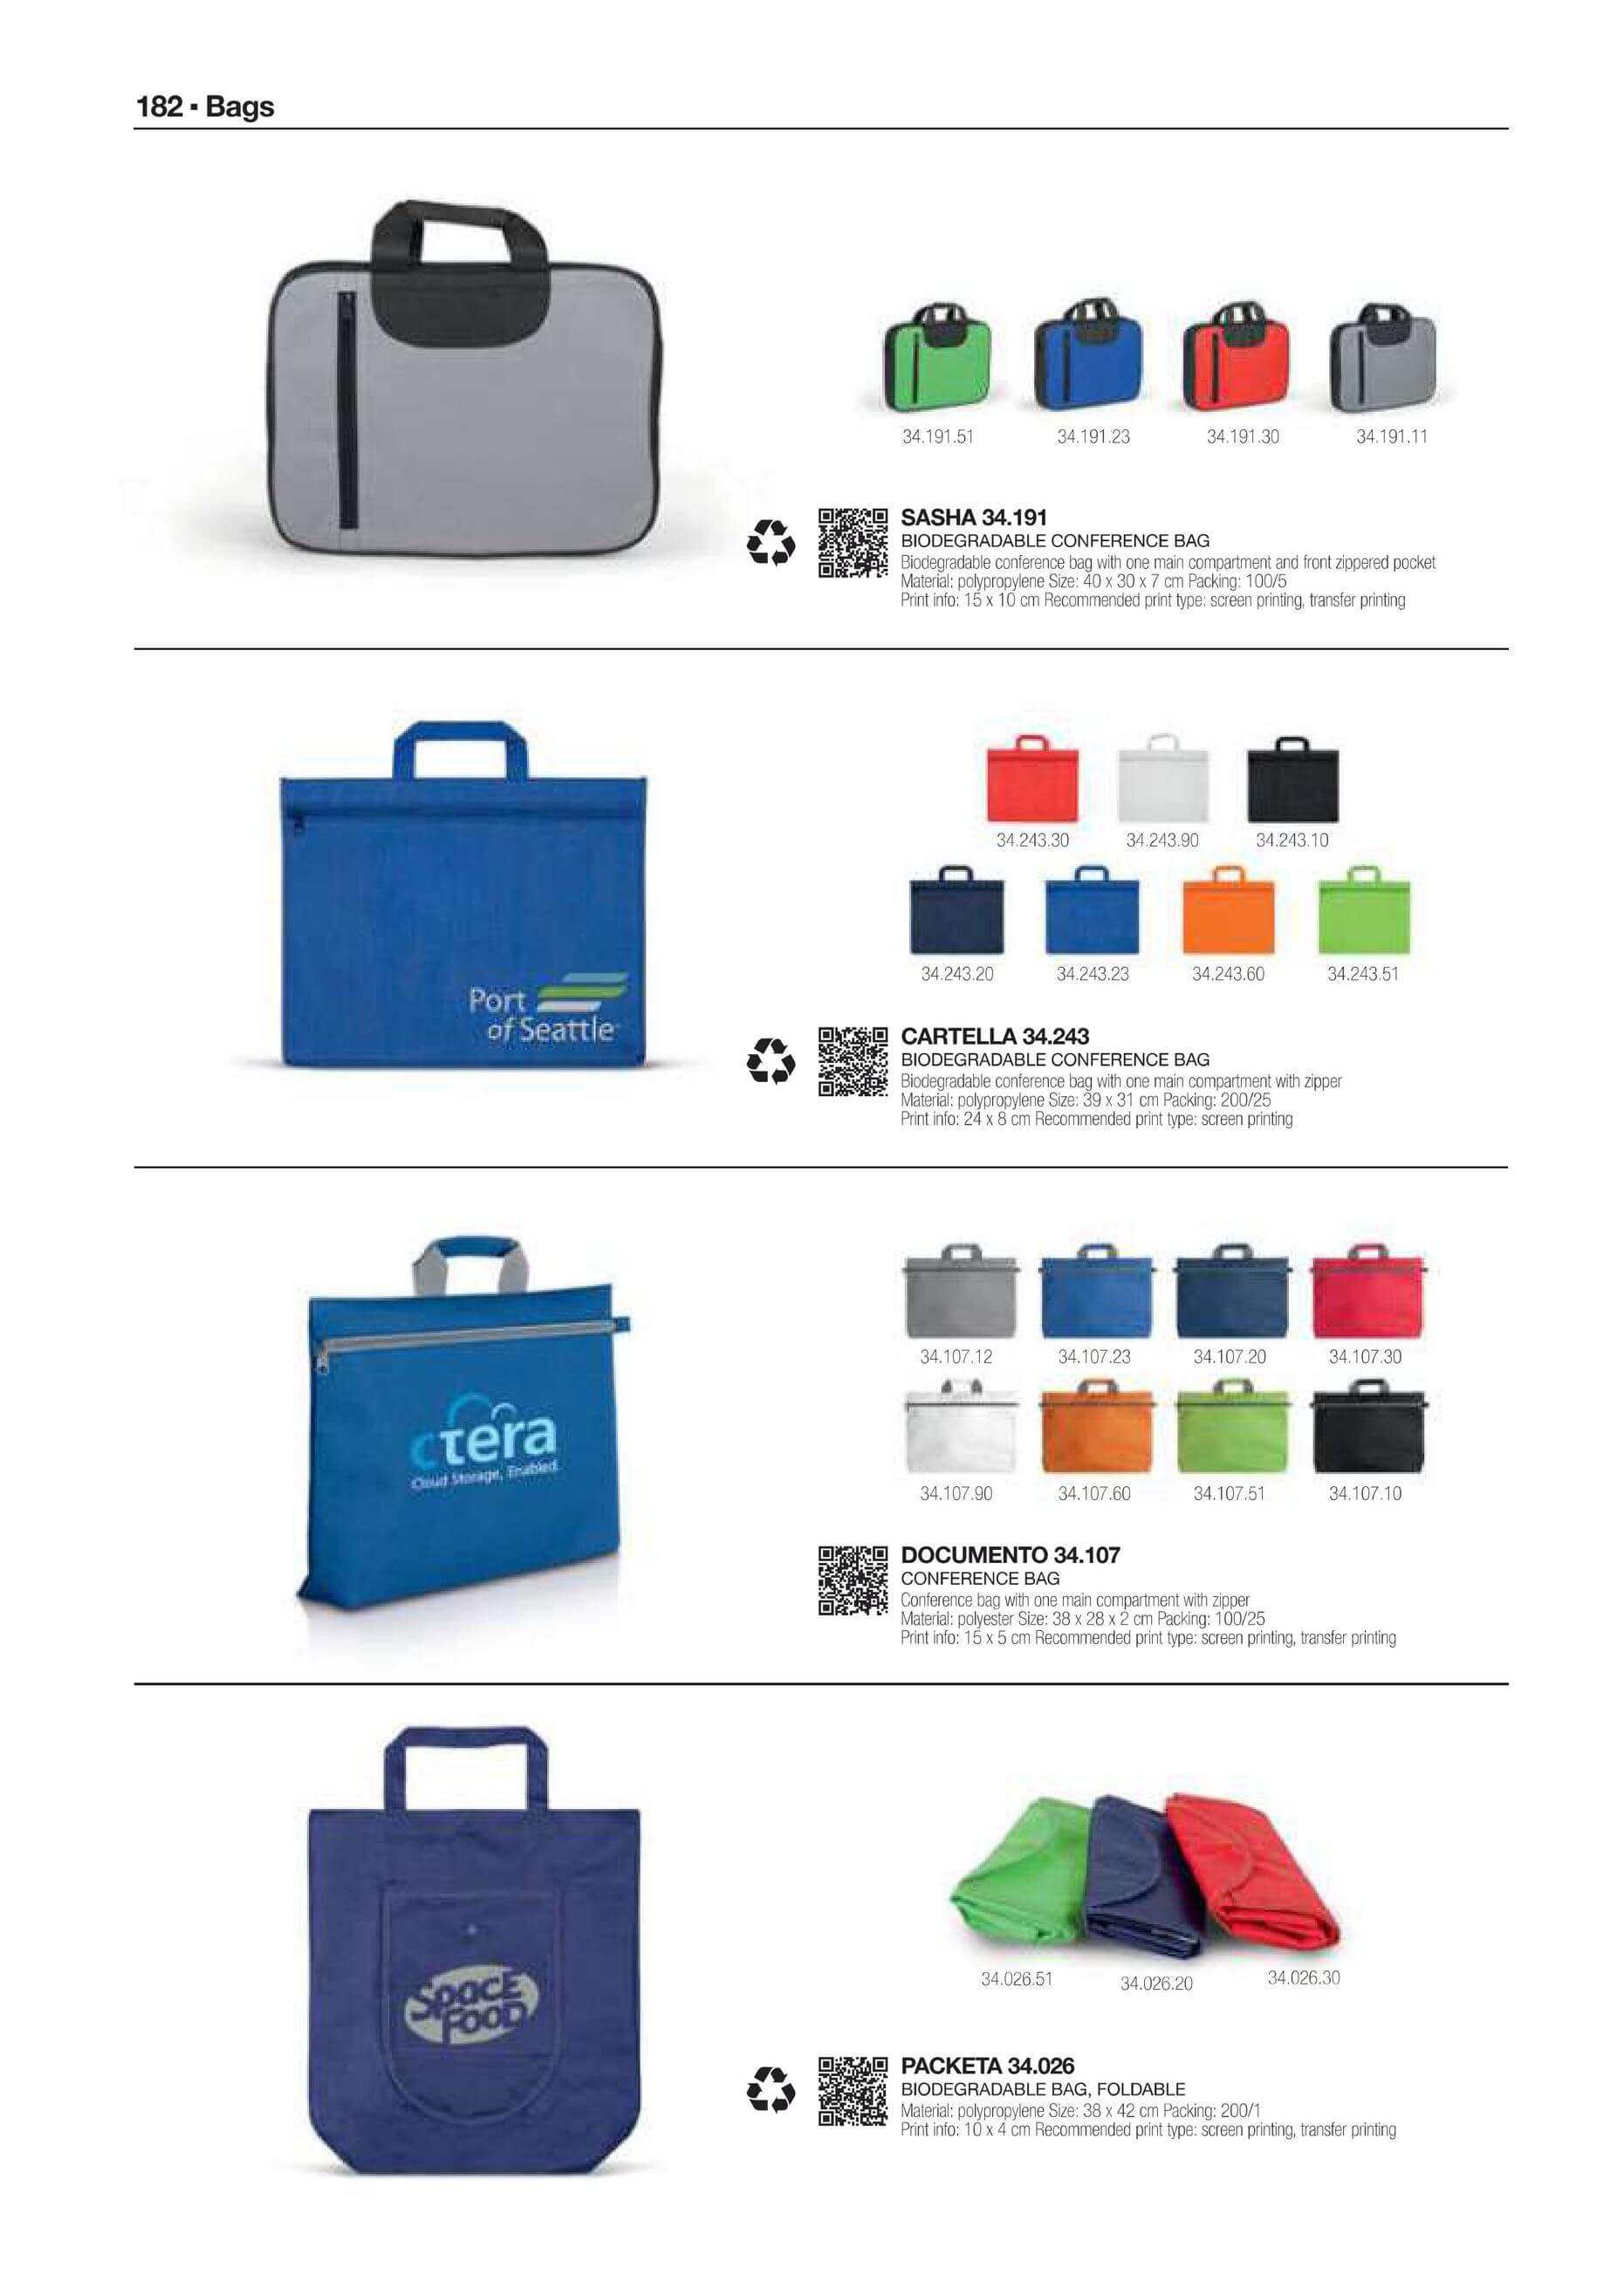 182 ▪ Bags
34.191.51 34.191.23 34.191.30 34.191.11
SASHA 34.191
BIODEGRADABLE CONFERENCE BAG
Biodegradable conference bag with one main compartment and front zippered pocket
Material: polypropylene Size: 40 x 30 x 7 cm Packing: 100/5
Print info: 15 x 10 cm Recommended print type: screen printing, transfer printing
Port
of Seattle
34.243.30 34.243.90 34.243.10
34.243.20 34.243.23 34.243.60 34.243.51
CARTELLA 34.243
BIODEGRADABLE CONFERENCE BAG
Biodegradable conference bag with one main compartment with zipper
Material: polypropylene Size: 39 x 31 cm Packing: 200/25
Print info: 24 x 8 cm Recommended print type: screen printing
ctera
Cloud Storage, Enabled
34.107.12 34.107.23 34.107.20 34.107.30
34.107.90 34.107.60 34.107.51 34.107.10
DOCUMENTO 34.107
CONFERENCE BAG
Conference bag with one main compartment with zipper
Material: polyester Size: 38 x 28 x 2 cm Packing: 100/25
Print info: 15 x 5 cm Recommended print type: screen printing, transfer printing
SPACE
FOOD
34.026.51 34.026.20 34.026.30
PACKETA 34.026
BIODEGRADABLE BAG, FOLDABLE
Material: polypropylene Size: 38 x 42 cm Packing: 200/1
Print info: 10 x 4 cm Recommended print type: screen printing, transfer printing